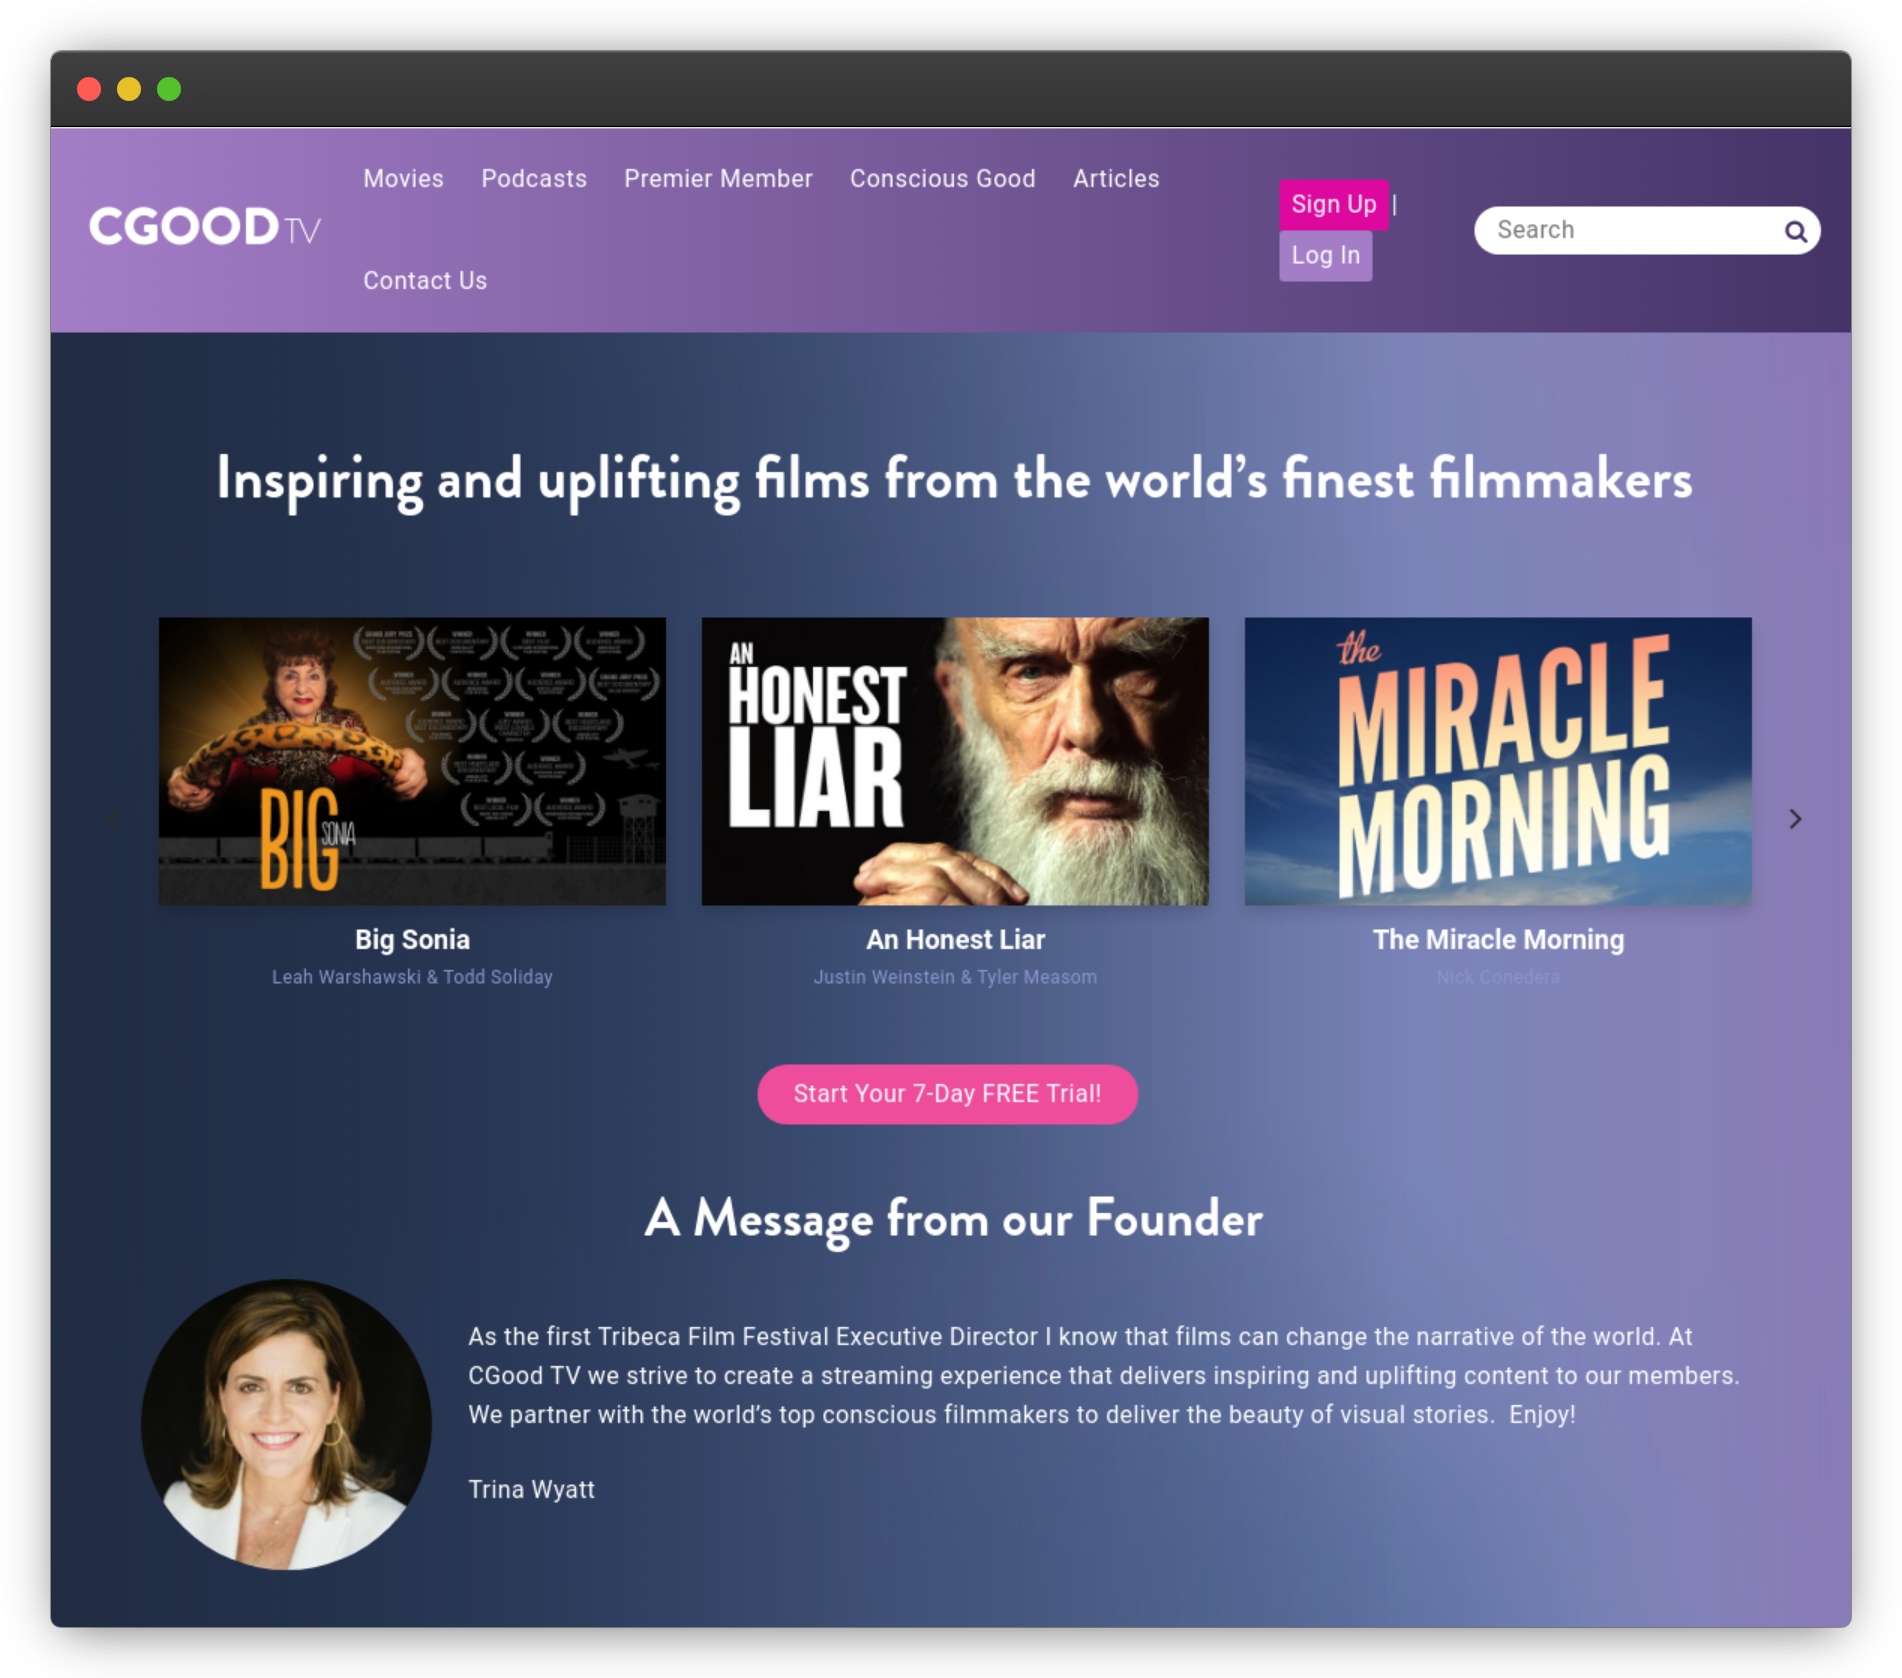 CGOOD TV
Movies Podcasts Premier Member Conscious Good Articles
Contact Us
Sign Up |
Log In
Search
Inspiring and uplifting films from the world’s finest filmmakers
BIG SONIA
AN
HONEST
LIAR
the
MIRACLE
MORNING
Big Sonia
Leah Warshawski & Todd Soliday
An Honest Liar
Justin Weinstein & Tyler Measom
The Miracle Morning
Nick Conedera
Start Your 7-Day FREE Trial!
A Message from our Founder
As the first Tribeca Film Festival Executive Director I know that films can change the narrative of the world. At
CGood TV we strive to create a streaming experience that delivers inspiring and uplifting content to our members.
We partner with the world’s top conscious filmmakers to deliver the beauty of visual stories. Enjoy!
Trina Wyatt